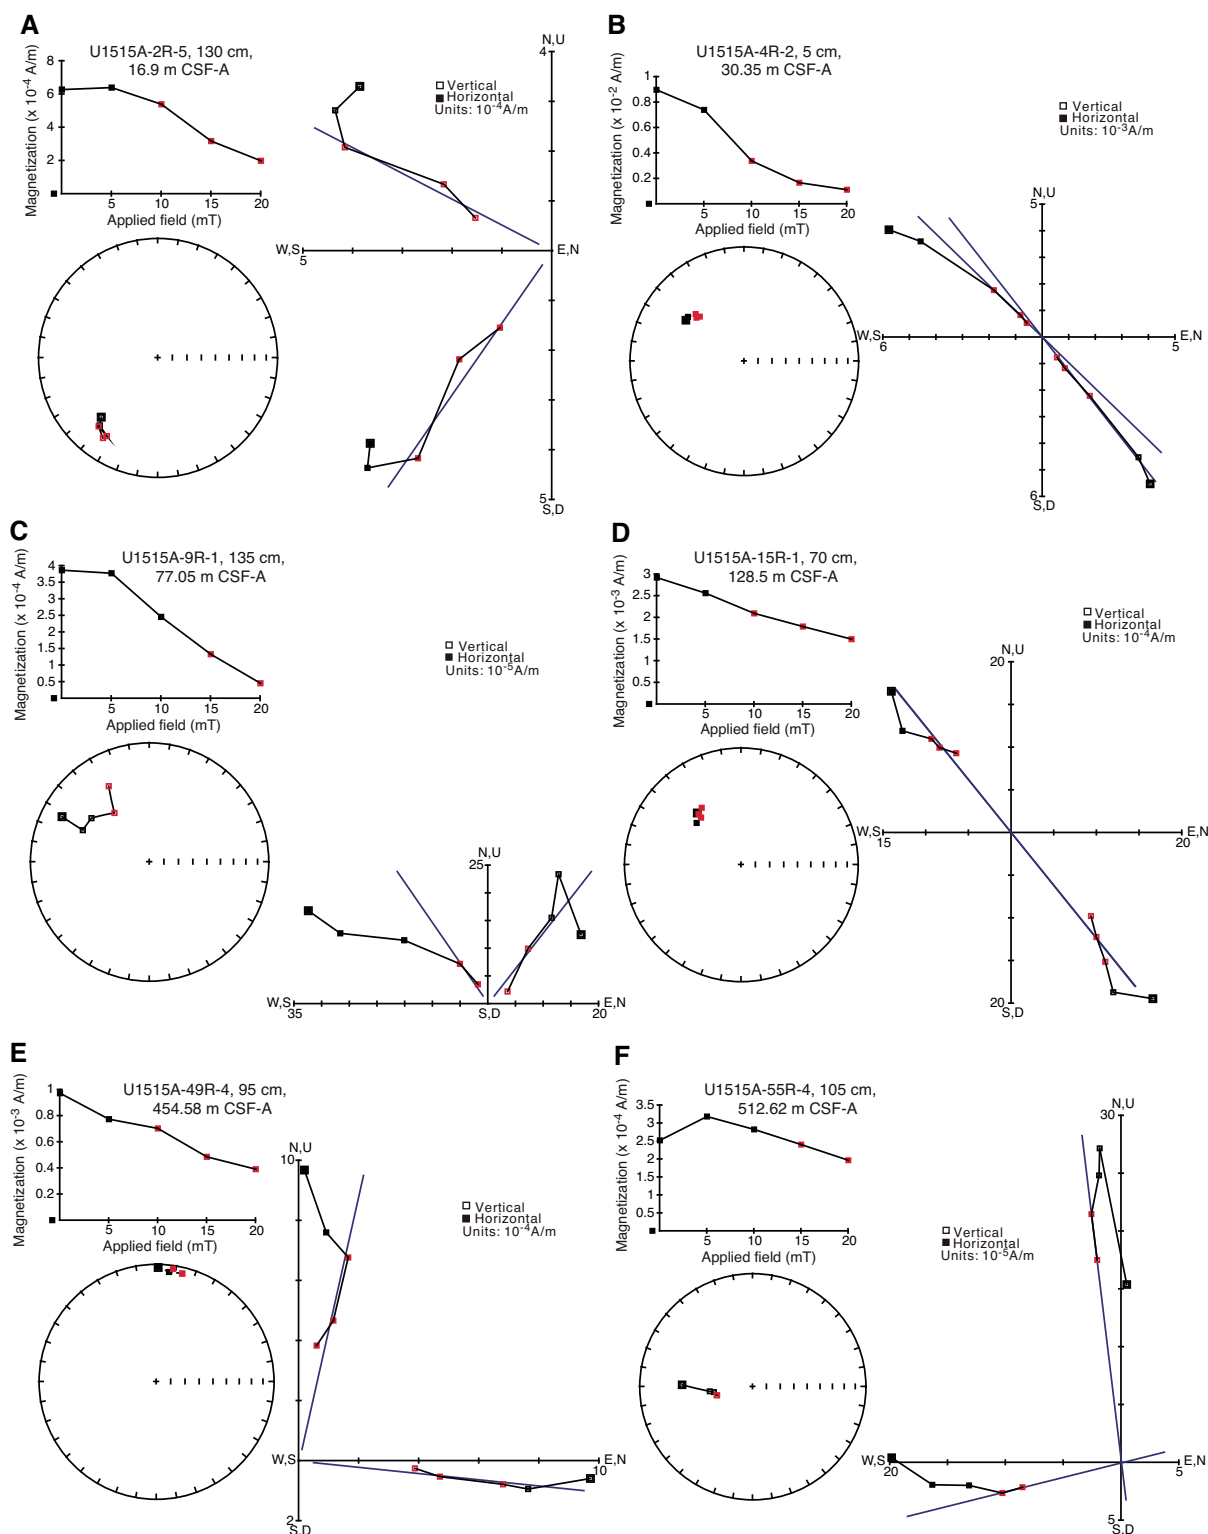 A
U1515A-2R-5, 130 cm,
16.9 m CSF-A
Magnetization (x 10-4 A/m)
8
6
4
2
5
10
15
20
Applied field (mT)
N,U
4
Vertical
Horizontal
Units: 10-4A/m
W,S
5
E,N
5
S,D
B
U1515A-4R-2, 5 cm,
30.35 m CSF-A
Magnetization (x 10-2 A/m)
1
0.8
0.6
0.4
0.2
5
10
15
20
Applied field (mT)
Vertical
Horizontal
Units: 10-3A/m
N,U
5
W,S
6
E,N
5
6
S,D
C
U1515A-9R-1, 135 cm,
77.05 m CSF-A
Magnetization (x 10-4 A/m)
4
3.5
3
2.5
2
1.5
1
0.5
5
10
15
20
Applied field (mT)
Vertical
Horizontal
Units: 10-5A/m
N,U
25
W,S
35
S,D
E,N
20
D
U1515A-15R-1, 70 cm,
128.5 m CSF-A
Magnetization (x 10-3 A/m)
3
2.5
2
1.5
1
0.5
5
10
15
20
Applied field (mT)
Vertical
Horizontal
Units: 10-4A/m
N,U
20
W,S
15
E,N
20
20
S,D
E
U1515A-49R-4, 95 cm,
454.58 m CSF-A
Magnetization (x 10-3 A/m)
1
0.8
0.6
0.4
0.2
5
10
15
20
Applied field (mT)
N,U
10
Vertical
Horizontal
Units: 10-4A/m
W,S
E,N
10
2
S,D
F
U1515A-55R-4, 105 cm,
512.62 m CSF-A
Magnetization (x 10-4 A/m)
3.5
3
2.5
2
1.5
1
0.5
5
10
15
20
Applied field (mT)
N,U
30
Vertical
Horizontal
Units: 10-5A/m
W,S
20
E,N
5
5
S,D